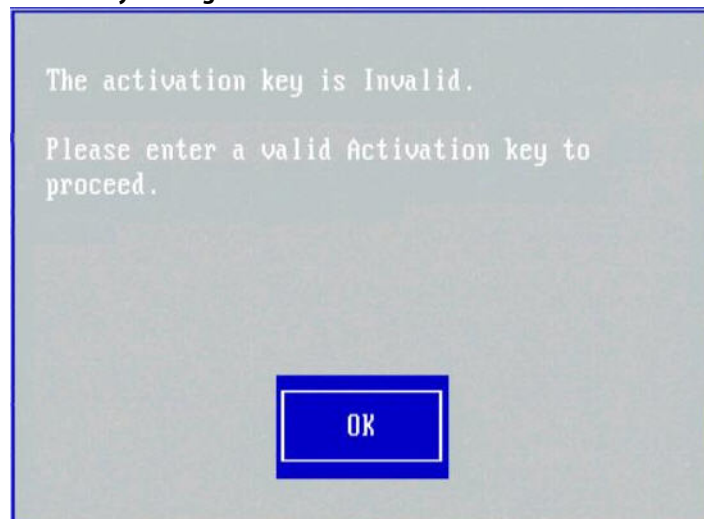 The activation key is Invalid.
Please enter a valid Activation key to
proceed.
OK